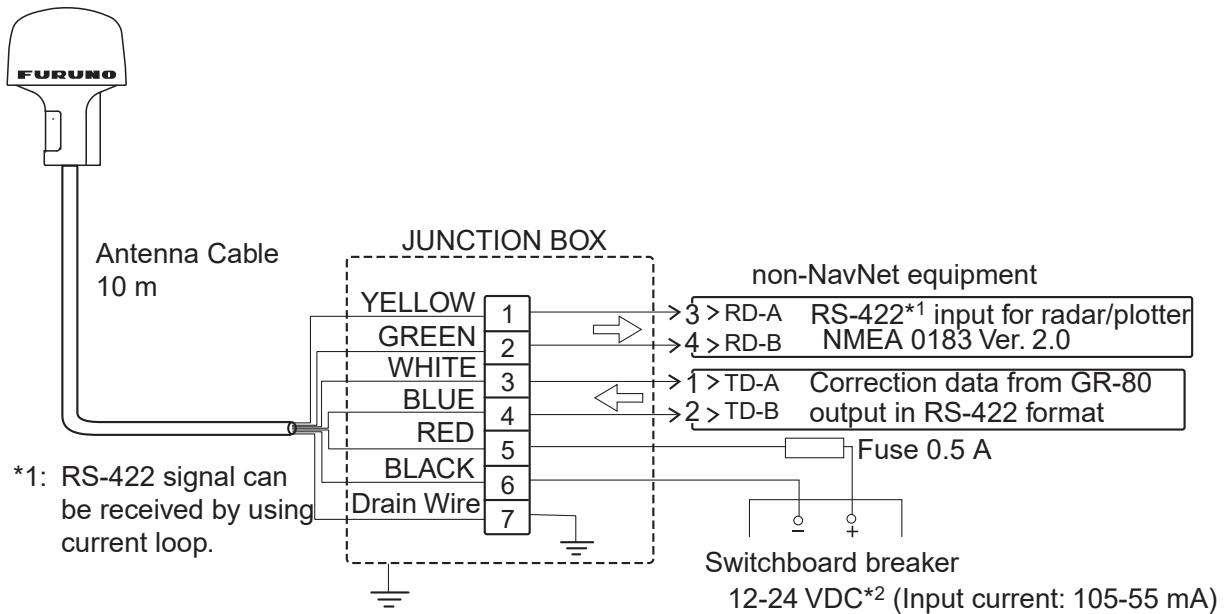 FURUNO
Antenna Cable
10 m
JUNCTION BOX
YELLOW 1
GREEN 2
WHITE 3
BLUE 4
RED 5
BLACK 6
Drain Wire 7
non-NavNet equipment
3 > RD-A RS-422*1 input for radar/plotter
4 > RD-B NMEA 0183 Ver. 2.0
1 > TD-A Correction data from GR-80
2 > TD-B output in RS-422 format
Fuse 0.5 A
− +
Switchboard breaker
12-24 VDC*2 (Input current: 105-55 mA)
*1: RS-422 signal can
be received by using
current loop.